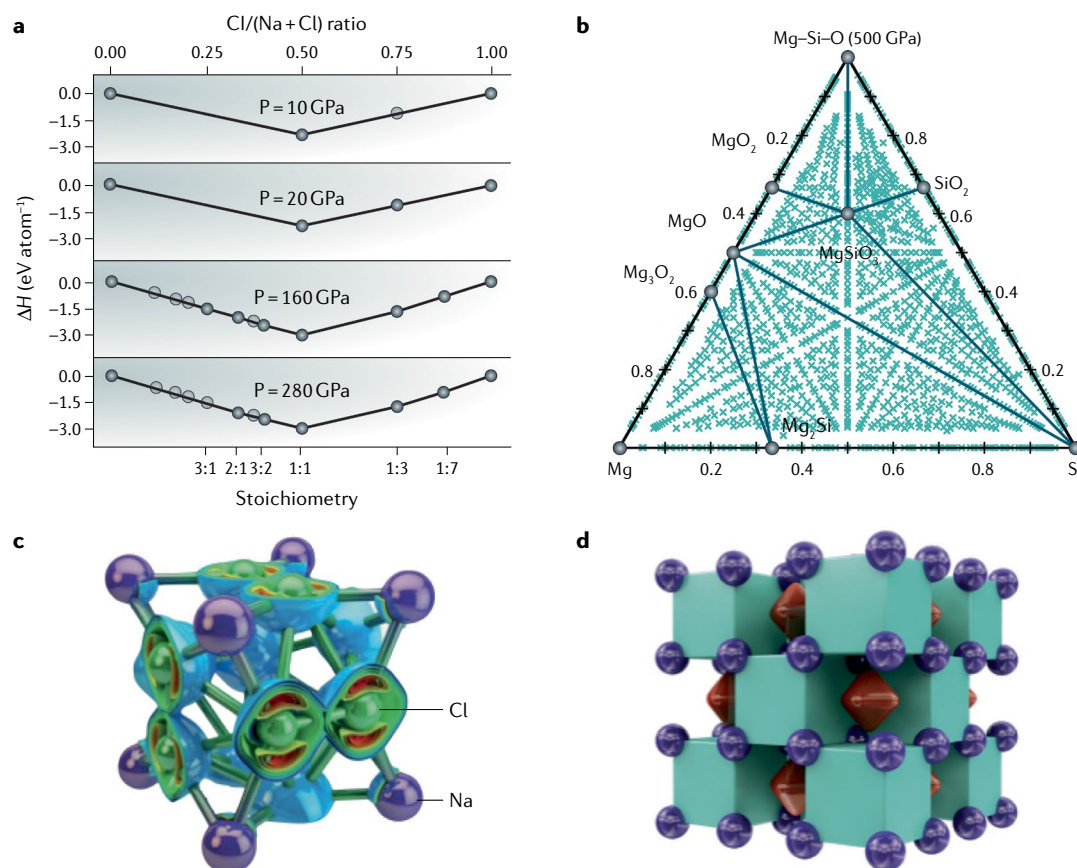 a
Cl/(Na + Cl) ratio
0.00 0.25 0.50 0.75 1.00
ΔH (eV atom⁻¹)
0.0
−1.5
−3.0
P = 10 GPa
0.0
−1.5
−3.0
P = 20 GPa
0.0
−1.5
−3.0
P = 160 GPa
0.0
−1.5
−3.0
P = 280 GPa
3:1 2:1 3:2 1:1 1:3 1:7
Stoichiometry
b
Mg–Si–O (500 GPa)
MgO₂ 0.2 0.8 SiO₂
MgO 0.4 0.6
MgSiO₃
Mg₃O₂
0.6 0.4
0.8 0.2
Mg₂Si
Mg 0.2 0.4 0.6 0.8 S
c
Cl
Na
d